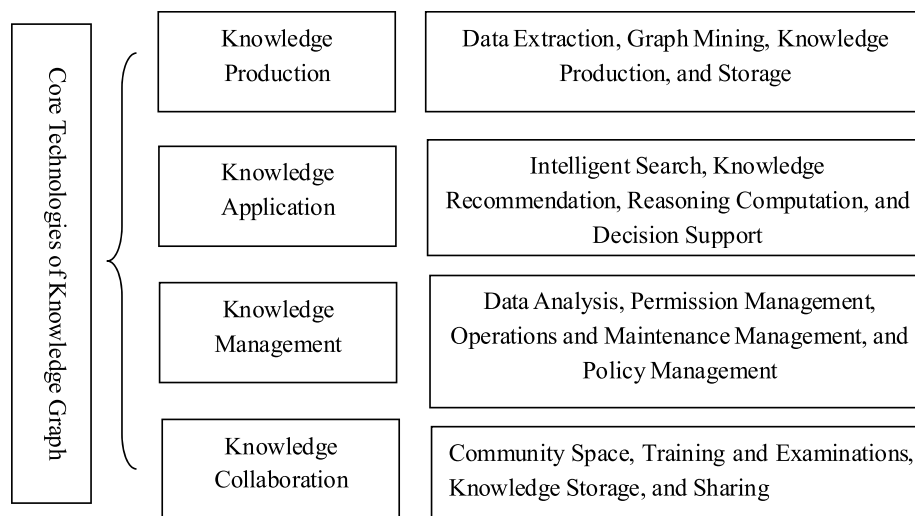 Core Technologies of Knowledge Graph
Knowledge
Production
Data Extraction, Graph Mining, Knowledge
Production, and Storage
Knowledge
Application
Intelligent Search, Knowledge
Recommendation, Reasoning Computation, and
Decision Support
Knowledge
Management
Data Analysis, Permission Management,
Operations and Maintenance Management, and
Policy Management
Knowledge
Collaboration
Community Space, Training and Examinations,
Knowledge Storage, and Sharing